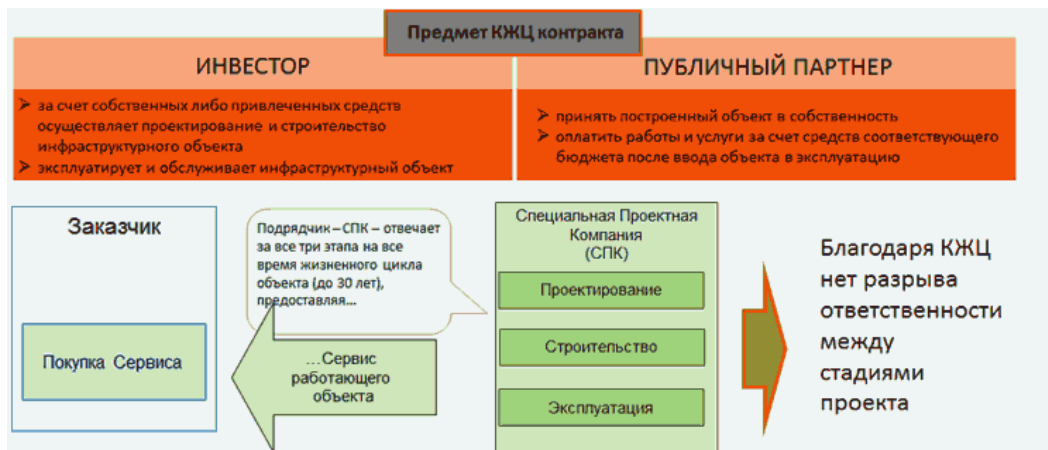 Предмет КЖЦ контракта
ИНВЕСТОР
за счет собственных либо привлеченных средств
осуществляет проектирование и строительство
инфраструктурного объекта
эксплуатирует и обслуживает инфраструктурный объект
ПУБЛИЧНЫЙ ПАРТНЕР
принять построенный объект в собственность
оплатить работы и услуги за счет средств соответствующего
бюджета после ввода объекта в эксплуатацию
Заказчик
Покупка Сервиса
Подрядчик – СПК – отвечает
за все три этапа на все
время жизненного цикла
объекта (до 30 лет),
предоставляя...
...Сервис
работающего
объекта
Специальная Проектная
Компания
(СПК)
Проектирование
Строительство
Эксплуатация
Благодаря КЖЦ
нет разрыва
ответственности
между
стадиями
проекта